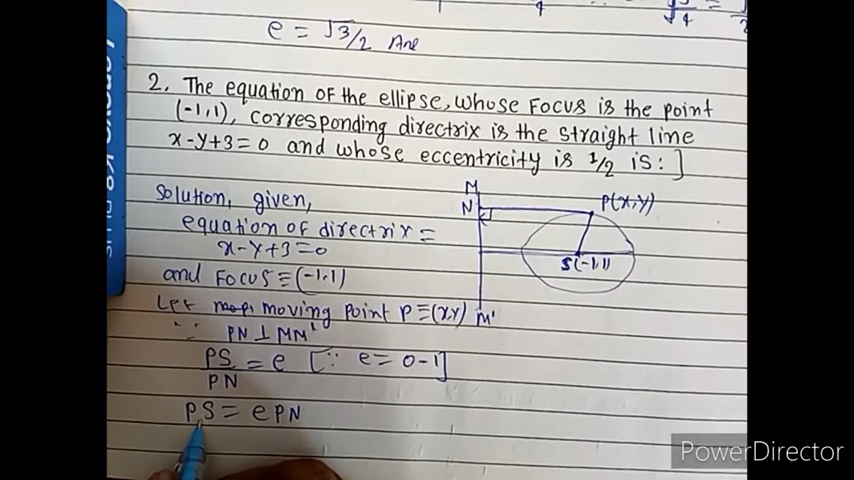 e = √3/2 Ans
2. The equation of the ellipse, whose focus is the point
(-1,1), corresponding directrix is the straight line
x-y+3=0 and whose eccentricity is 1/2 is: ]
Solution, given,
equation of directrix =
x-y+3=0
and Focus ≡ (-1,1)
Let moving point P ≡ (x,y)
∵ PN ⊥ MM'
PS/PN = e [∵ e = 0-1]
PS = e PN
M
N
P(x,y)
S(-1,1)
M'
PowerDirector